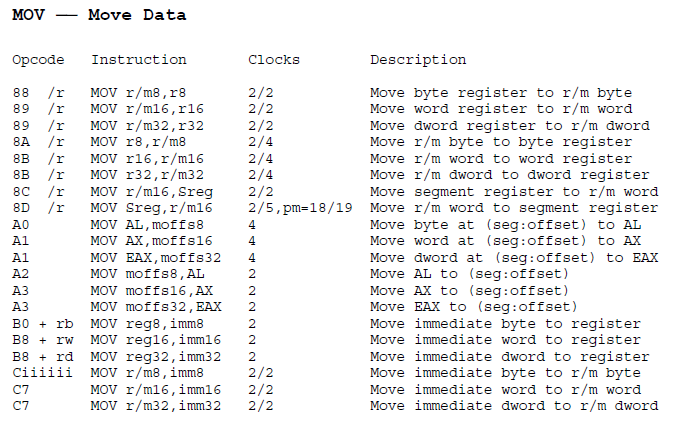 MOV — Move Data
Opcode Instruction Clocks Description
88 /r MOV r/m8,r8 2/2 Move byte register to r/m byte
89 /r MOV r/m16,r16 2/2 Move word register to r/m word
89 /r MOV r/m32,r32 2/2 Move dword register to r/m dword
8A /r MOV r8,r/m8 2/4 Move r/m byte to byte register
8B /r MOV r16,r/m16 2/4 Move r/m word to word register
8B /r MOV r32,r/m32 2/4 Move r/m dword to dword register
8C /r MOV r/m16,Sreg 2/2 Move segment register to r/m word
8D /r MOV Sreg,r/m16 2/5,pm=18/19 Move r/m word to segment register
A0 MOV AL,moffs8 4 Move byte at (seg:offset) to AL
A1 MOV AX,moffs16 4 Move word at (seg:offset) to AX
A1 MOV EAX,moffs32 4 Move dword at (seg:offset) to EAX
A2 MOV moffs8,AL 2 Move AL to (seg:offset)
A3 MOV moffs16,AX 2 Move AX to (seg:offset)
A3 MOV moffs32,EAX 2 Move EAX to (seg:offset)
B0 + rb MOV reg8,imm8 2 Move immediate byte to register
B8 + rw MOV reg16,imm16 2 Move immediate word to register
B8 + rd MOV reg32,imm32 2 Move immediate dword to register
Ciiiiii MOV r/m8,imm8 2/2 Move immediate byte to r/m byte
C7 MOV r/m16,imm16 2/2 Move immediate word to r/m word
C7 MOV r/m32,imm32 2/2 Move immediate dword to r/m dword